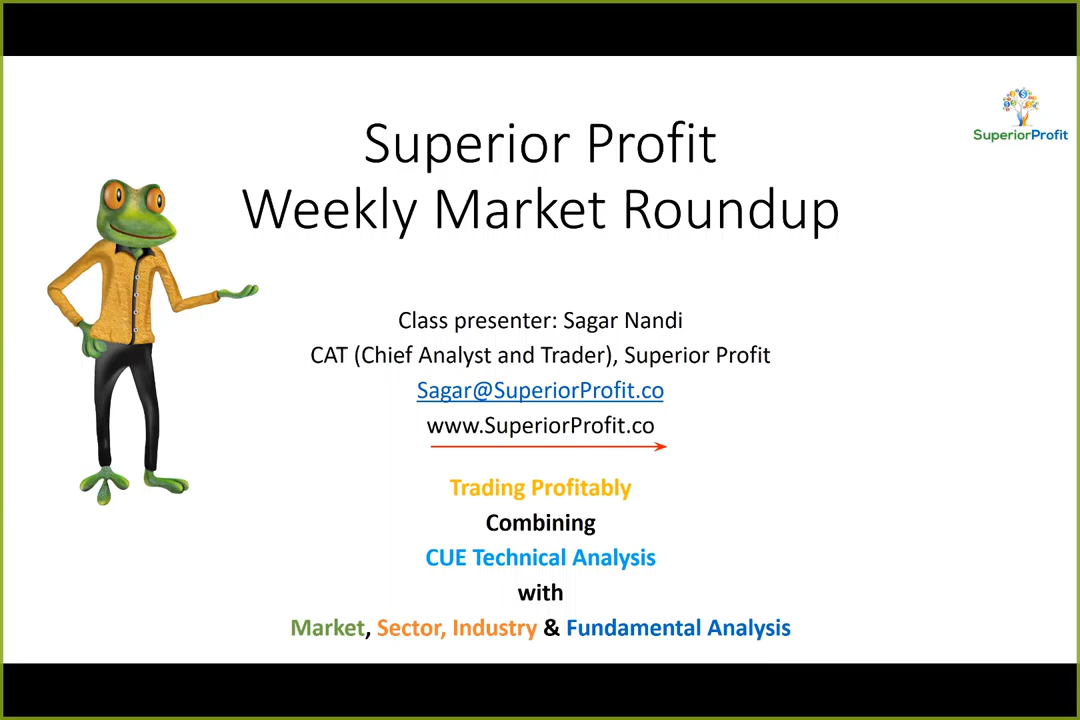 SuperiorProfit
Superior Profit
Weekly Market Roundup
Class presenter: Sagar Nandi
CAT (Chief Analyst and Trader), Superior Profit
Sagar@SuperiorProfit.co
www.SuperiorProfit.co
Trading Profitably
Combining
CUE Technical Analysis
with
Market, Sector, Industry & Fundamental Analysis